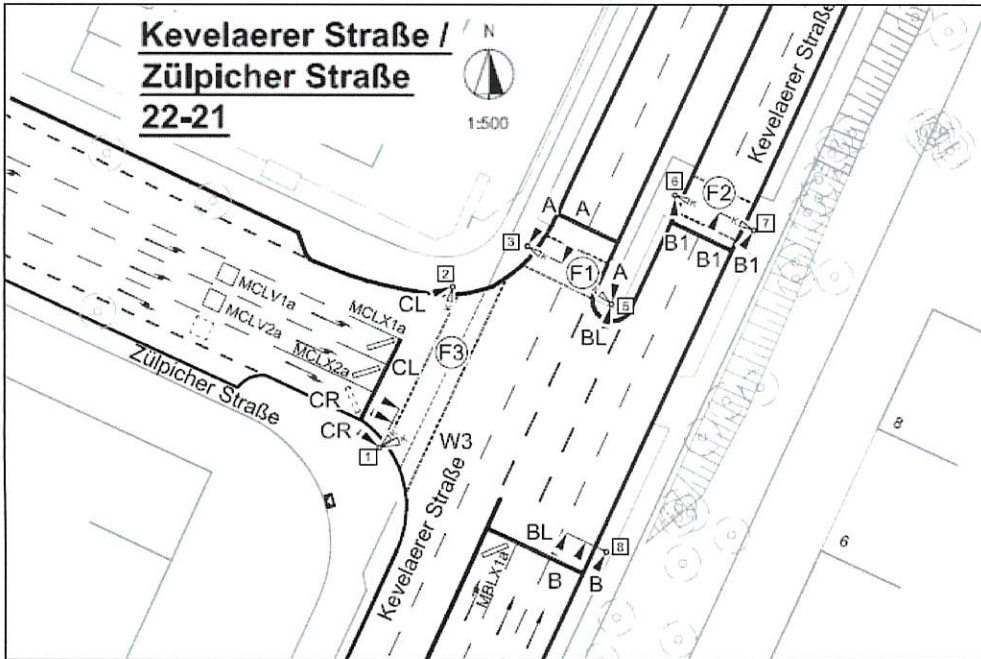 Kevelaerer Straße /
Zülpicher Straße
22-21
N
1:500
Kevelaerer Straße
6
F2
K
7
A
A
3
K
F1
B1
B1
B1
A
5
BL
2
CL
K
MCLV1a
MCLV2a
MCLX1a
MCLX2a
CL
F3
CR
CR
K
1
W3
Zülpicher Straße
Kevelaerer Straße
BL
8
MBLX1a
B
B
8
6